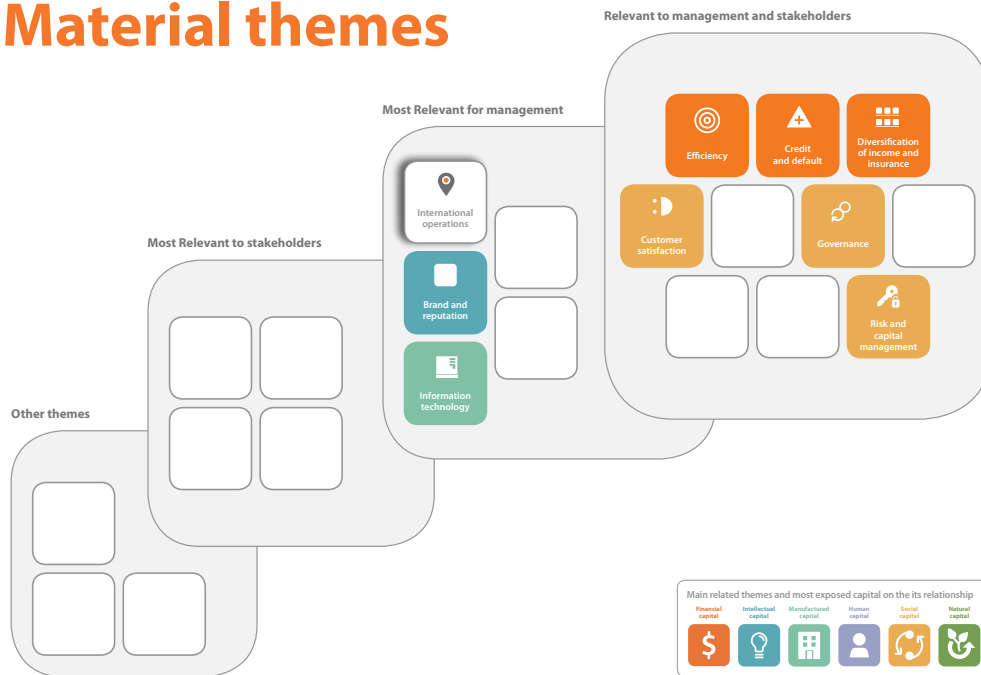 Material themes
Relevant to management and stakeholders
Efficiency
Credit
and default
Diversification
of income and
insurance
Customer
satisfaction
Governance
Risk and
capital
management
Most Relevant for management
International
operations
Brand and
reputation
Information
technology
Most Relevant to stakeholders
Other themes
Main related themes and most exposed capital on the its relationship
Financial
capital
Intellectual
capital
Manufactured
capital
Human
capital
Social
capital
Natural
capital